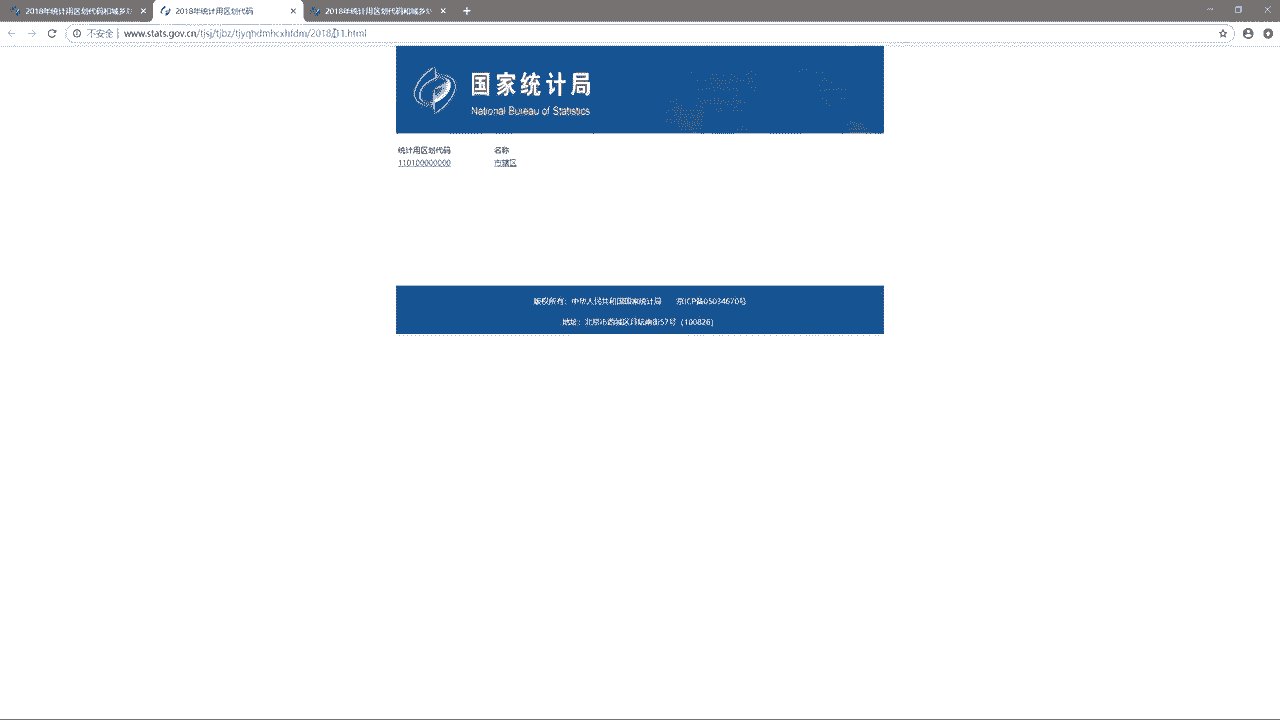 2018年统计用区划代码和城乡划
2018年统计用区划代码
2018年统计用区划代码和城乡划
不安全 | www.stats.gov.cn/tjsj/tjbz/tjyqhdmhcxhfdm/2018/11.html
国家统计局
National Bureau of Statistics
统计用区划代码 名称
110100000000 市辖区
版权所有：中华人民共和国国家统计局 京ICP备05034670号
地址：北京市西城区月坛南街57号（100826）